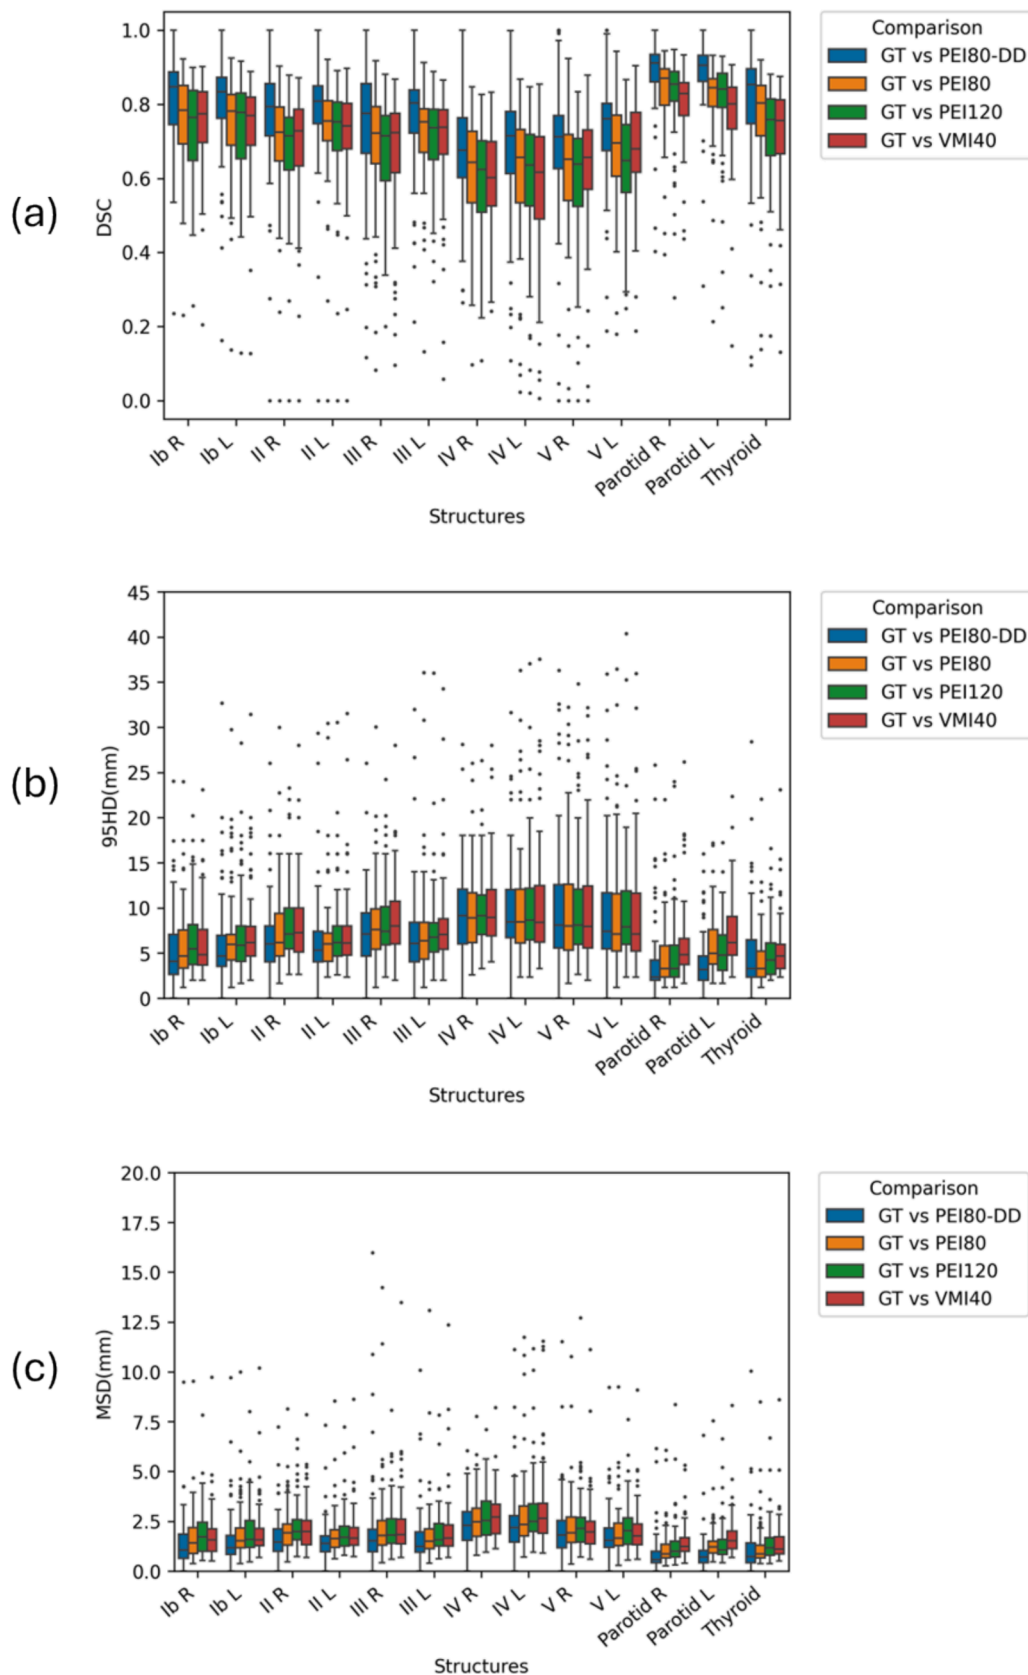 (a)
DSC
1.0
0.8
0.6
0.4
0.2
0.0
Ib R
Ib L
II R
II L
III R
III L
IV R
IV L
V R
V L
Parotid R
Parotid L
Thyroid
Structures
Comparison
GT vs PEI80-DD
GT vs PEI80
GT vs PEI120
GT vs VMI40
(b)
95HD(mm)
45
40
35
30
25
20
15
10
5
0
Ib R
Ib L
II R
II L
III R
III L
IV R
IV L
V R
V L
Parotid R
Parotid L
Thyroid
Structures
Comparison
GT vs PEI80-DD
GT vs PEI80
GT vs PEI120
GT vs VMI40
(c)
MSD(mm)
20.0
17.5
15.0
12.5
10.0
7.5
5.0
2.5
0.0
Ib R
Ib L
II R
II L
III R
III L
IV R
IV L
V R
V L
Parotid R
Parotid L
Thyroid
Structures
Comparison
GT vs PEI80-DD
GT vs PEI80
GT vs PEI120
GT vs VMI40